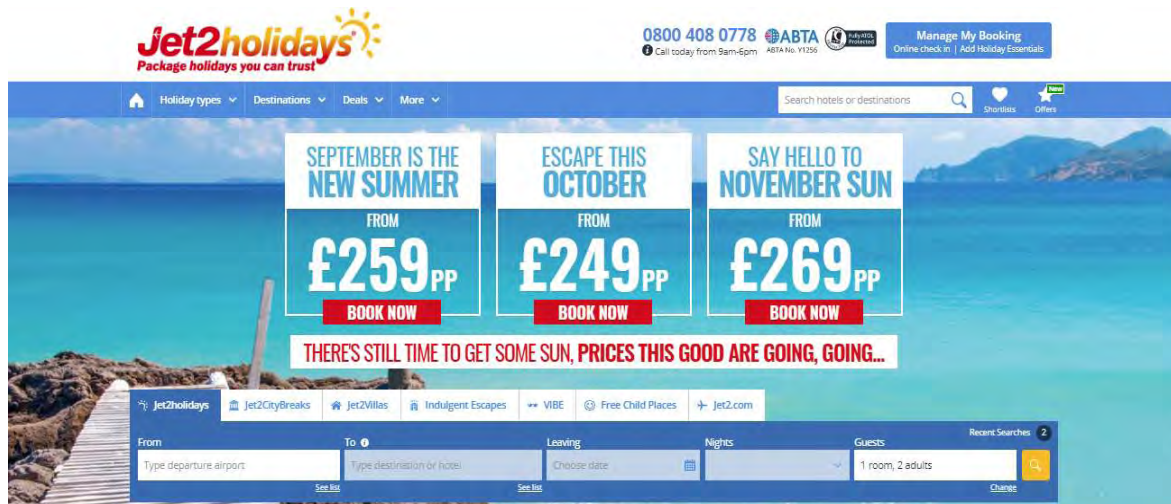 Jet2holidays
Package holidays you can trust
0800 408 0778
Call today from 9am-6pm
ABTA
ABTA No. Y1256
Fully ATOL Protected
Manage My Booking
Online check in | Add Holiday Essentials
Holiday types
Destinations
Deals
More
Search hotels or destinations
Shortlists
New
Offers
SEPTEMBER IS THE
NEW SUMMER
FROM
£259PP
BOOK NOW
ESCAPE THIS
OCTOBER
FROM
£249PP
BOOK NOW
SAY HELLO TO
NOVEMBER SUN
FROM
£269PP
BOOK NOW
THERE'S STILL TIME TO GET SOME SUN, PRICES THIS GOOD ARE GOING, GOING...
Jet2holidays
Jet2CityBreaks
Jet2Villas
Indulgent Escapes
VIBE
Free Child Places
Jet2.com
Recent Searches 2
From
To
Leaving
Nights
Guests
Type departure airport
Type destination or hotel
Choose date
1 room, 2 adults
See list
See list
Change